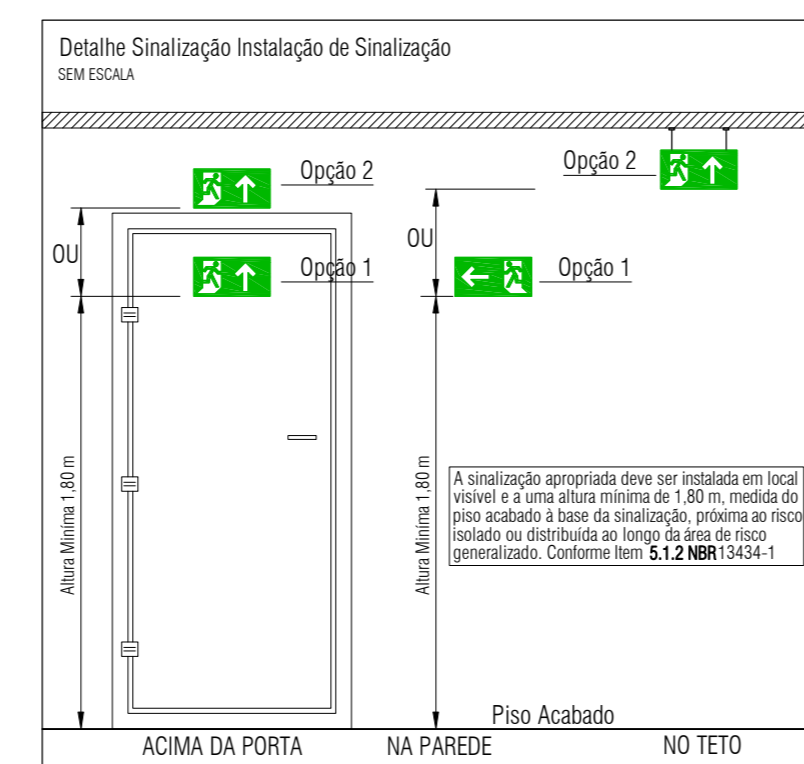 Detalhe Sinalização Instalação de Sinalização
SEM ESCALA
Opção 2
Opção 2
OU
OU
Opção 1
Opção 1
Altura Miníma 1,80 m
Altura Miníma 1,80 m
A sinalização apropriada deve ser instalada em local
visível e a uma altura mínima de 1,80 m, medida do
piso acabado à base da sinalização, próxima ao risco
isolado ou distribuída ao longo da área de risco
generalizado. Conforme Item 5.1.2 NBR13434-1
Piso Acabado
ACIMA DA PORTA
NA PAREDE
NO TETO